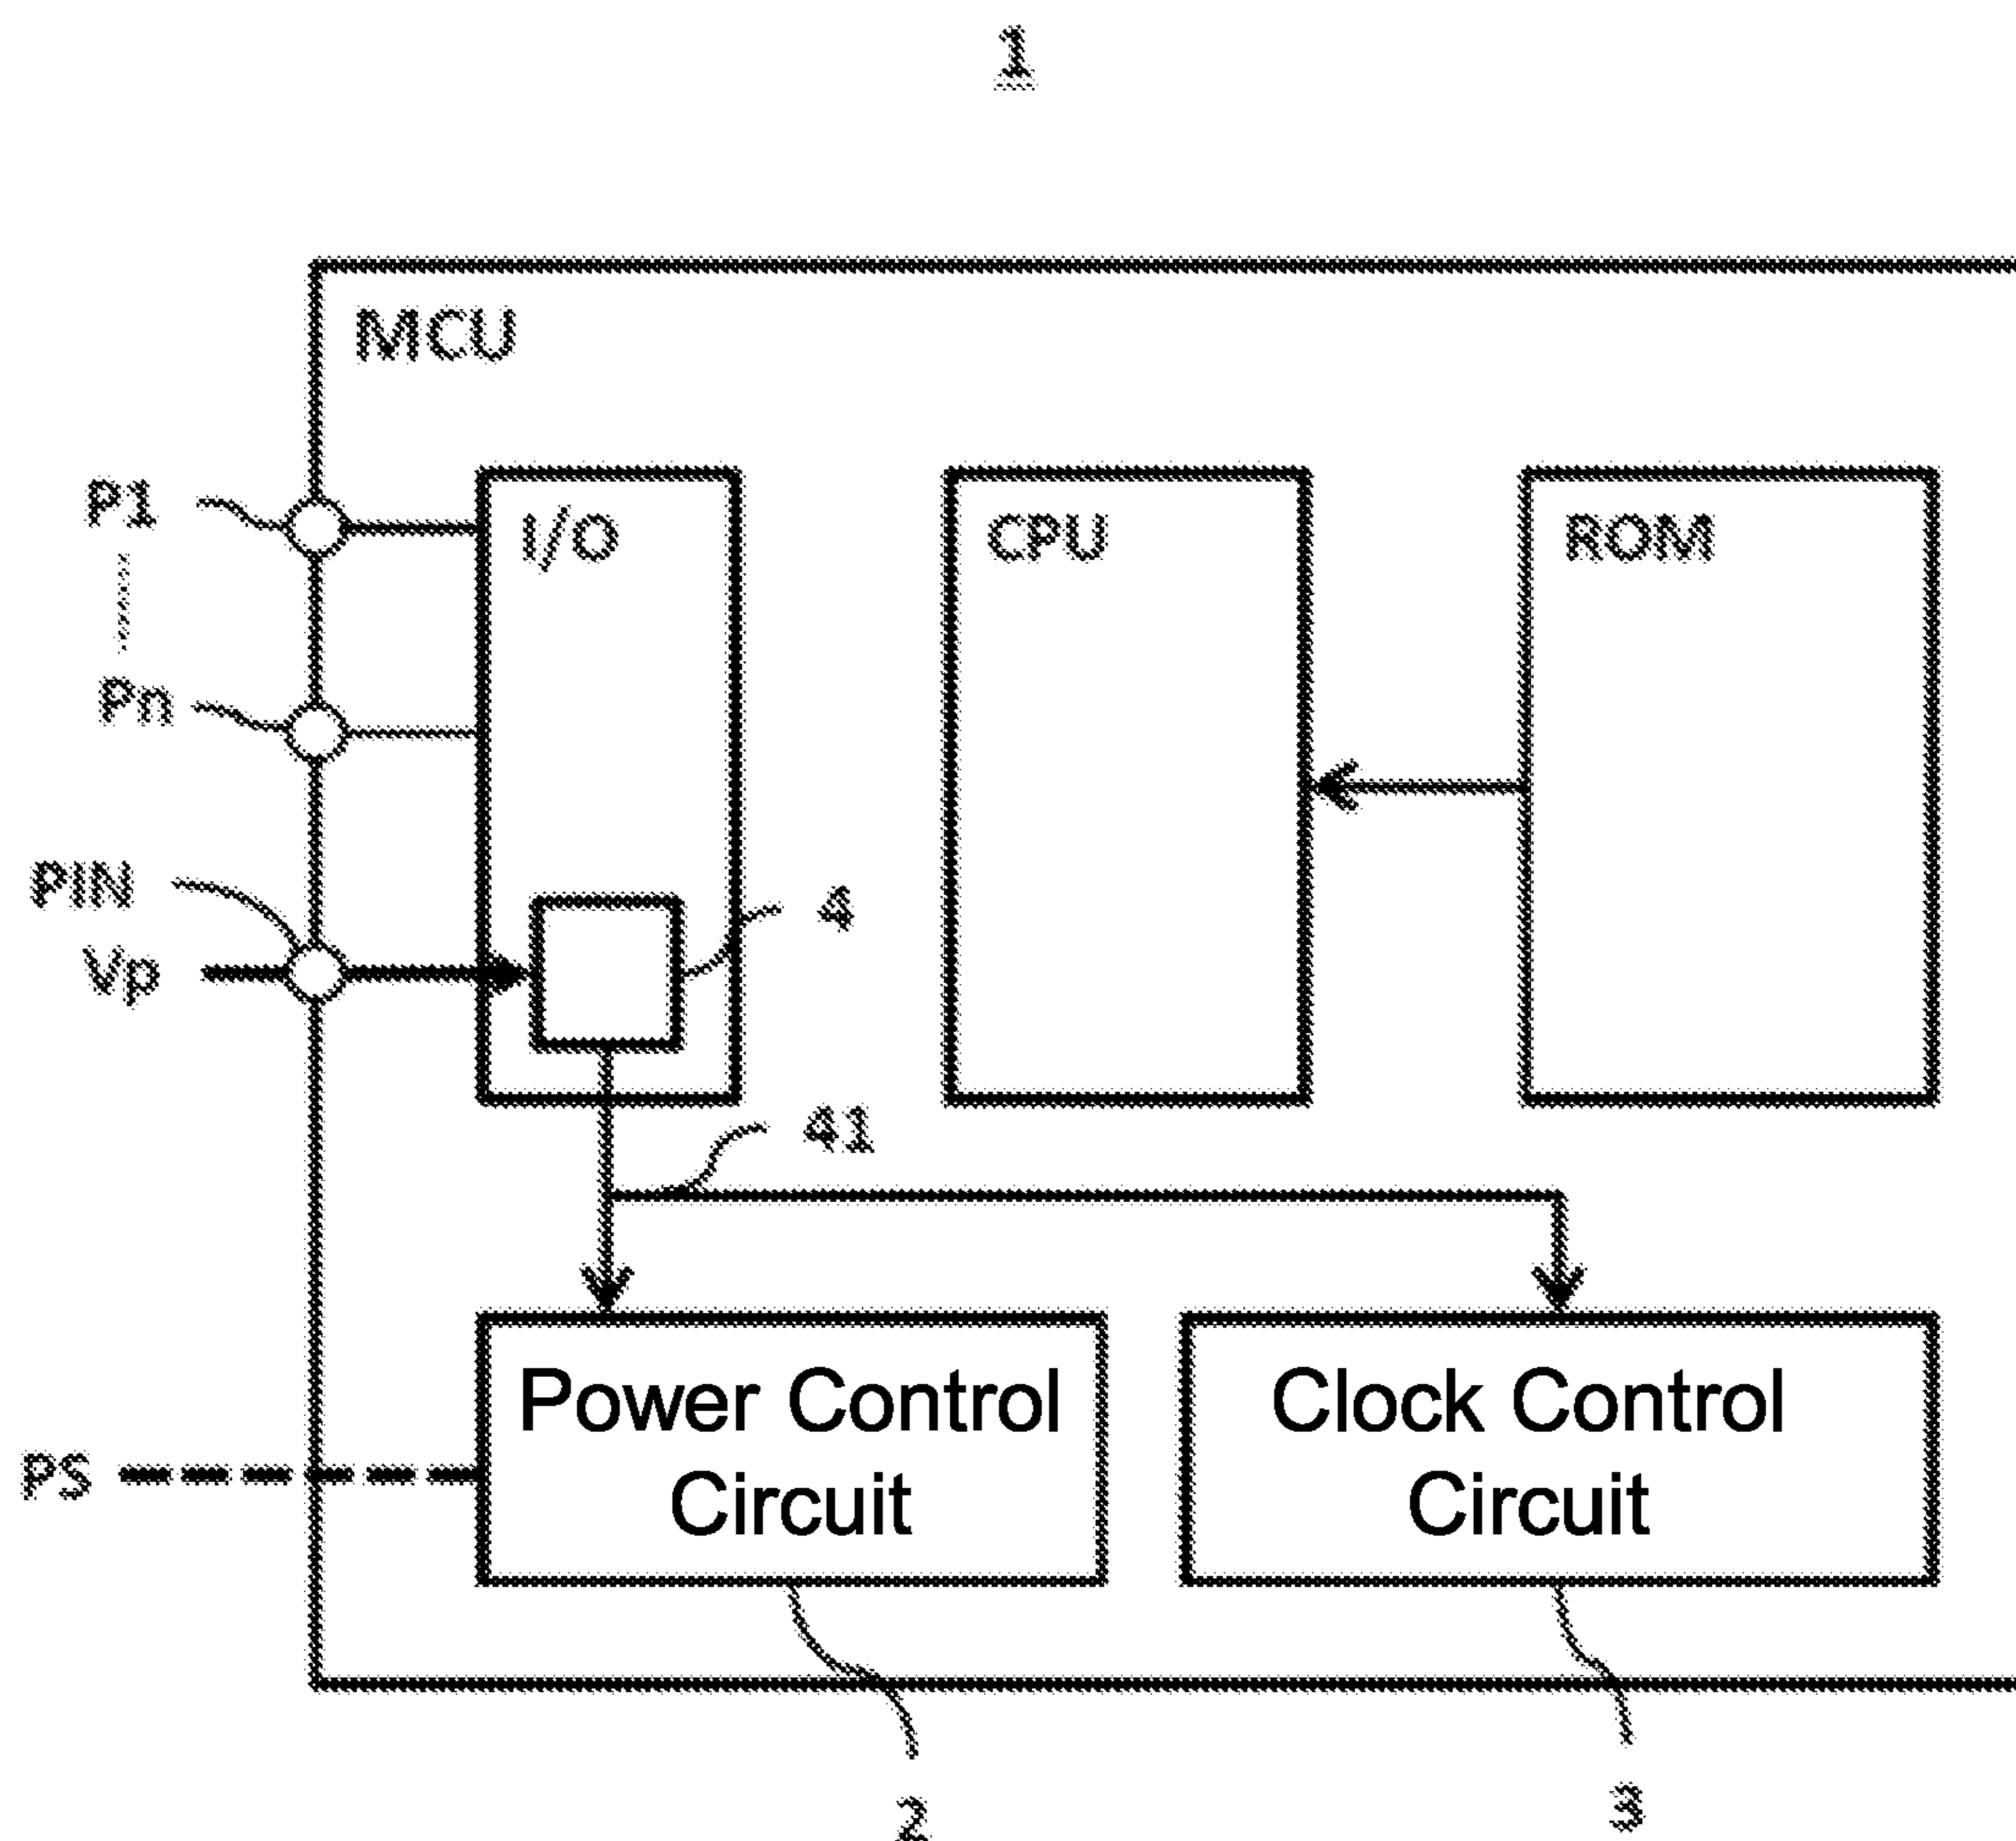 1
MCU
P1
I/O
CPU
ROM
Pn
PIN
4
Vp
41
Power Control
Circuit
Clock Control
Circuit
PS
2
3